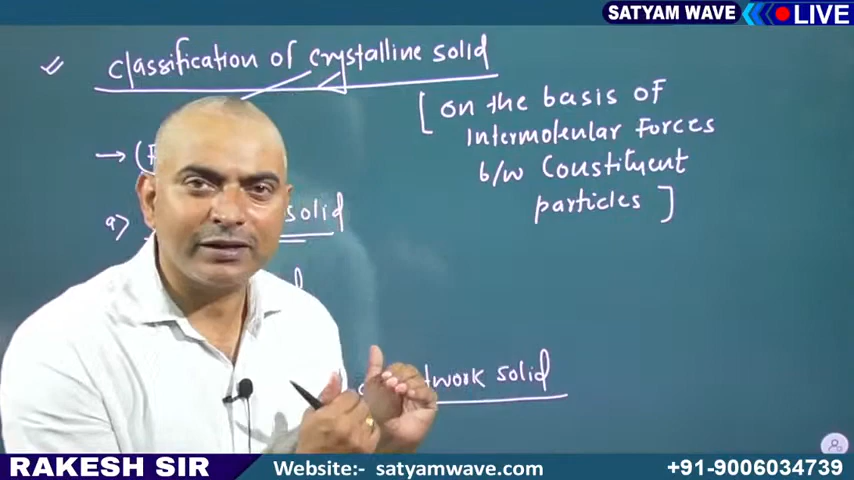 SATYAM WAVE LIVE
classification of crystalline solid
[on the basis of
Intermolenular Forces
b/w Constituent
particles]
→ (
a) solid
twork solid
RAKESH SIR Website:- satyamwave.com +91-9006034739